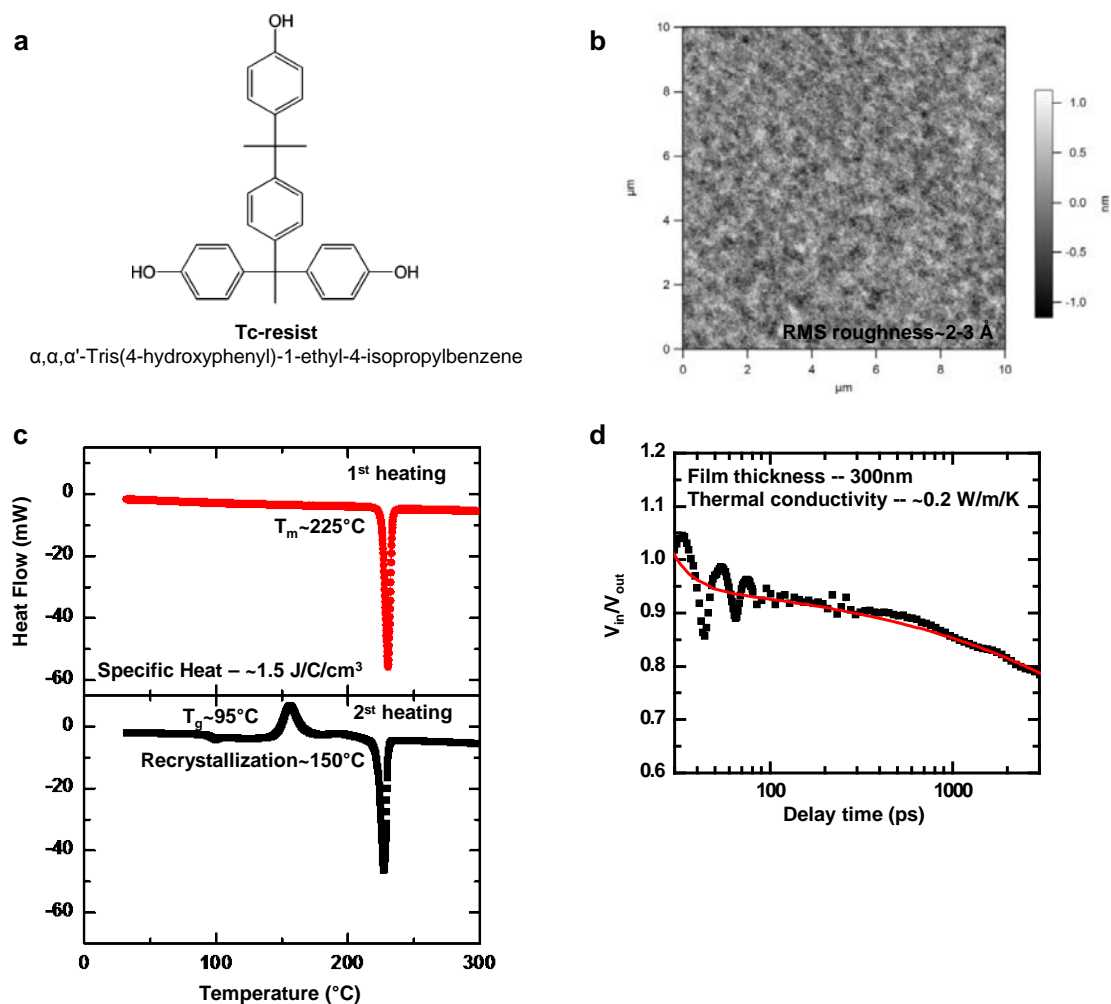 a
OH
HO
OH
Tc-resist
α,α,α'-Tris(4-hydroxyphenyl)-1-ethyl-4-isopropylbenzene
b
10
8
6
4
2
0
µm
0
2
4
6
8
10
µm
RMS roughness~2-3 Å
1.0
0.5
0.0
-0.5
-1.0
nm
c
1st heating
Tm~225°C
Specific Heat – ~1.5 J/C/cm3
0
-20
-40
-60
Heat Flow (mW)
2st heating
Tg~95°C
Recrystallization~150°C
0
-20
-40
-60
0
100
200
300
Temperature (°C)
d
Film thickness -- 300nm
Thermal conductivity -- ~0.2 W/m/K
1.2
1.1
1.0
0.9
0.8
0.7
0.6
Vin/Vout
100
1000
Delay time (ps)